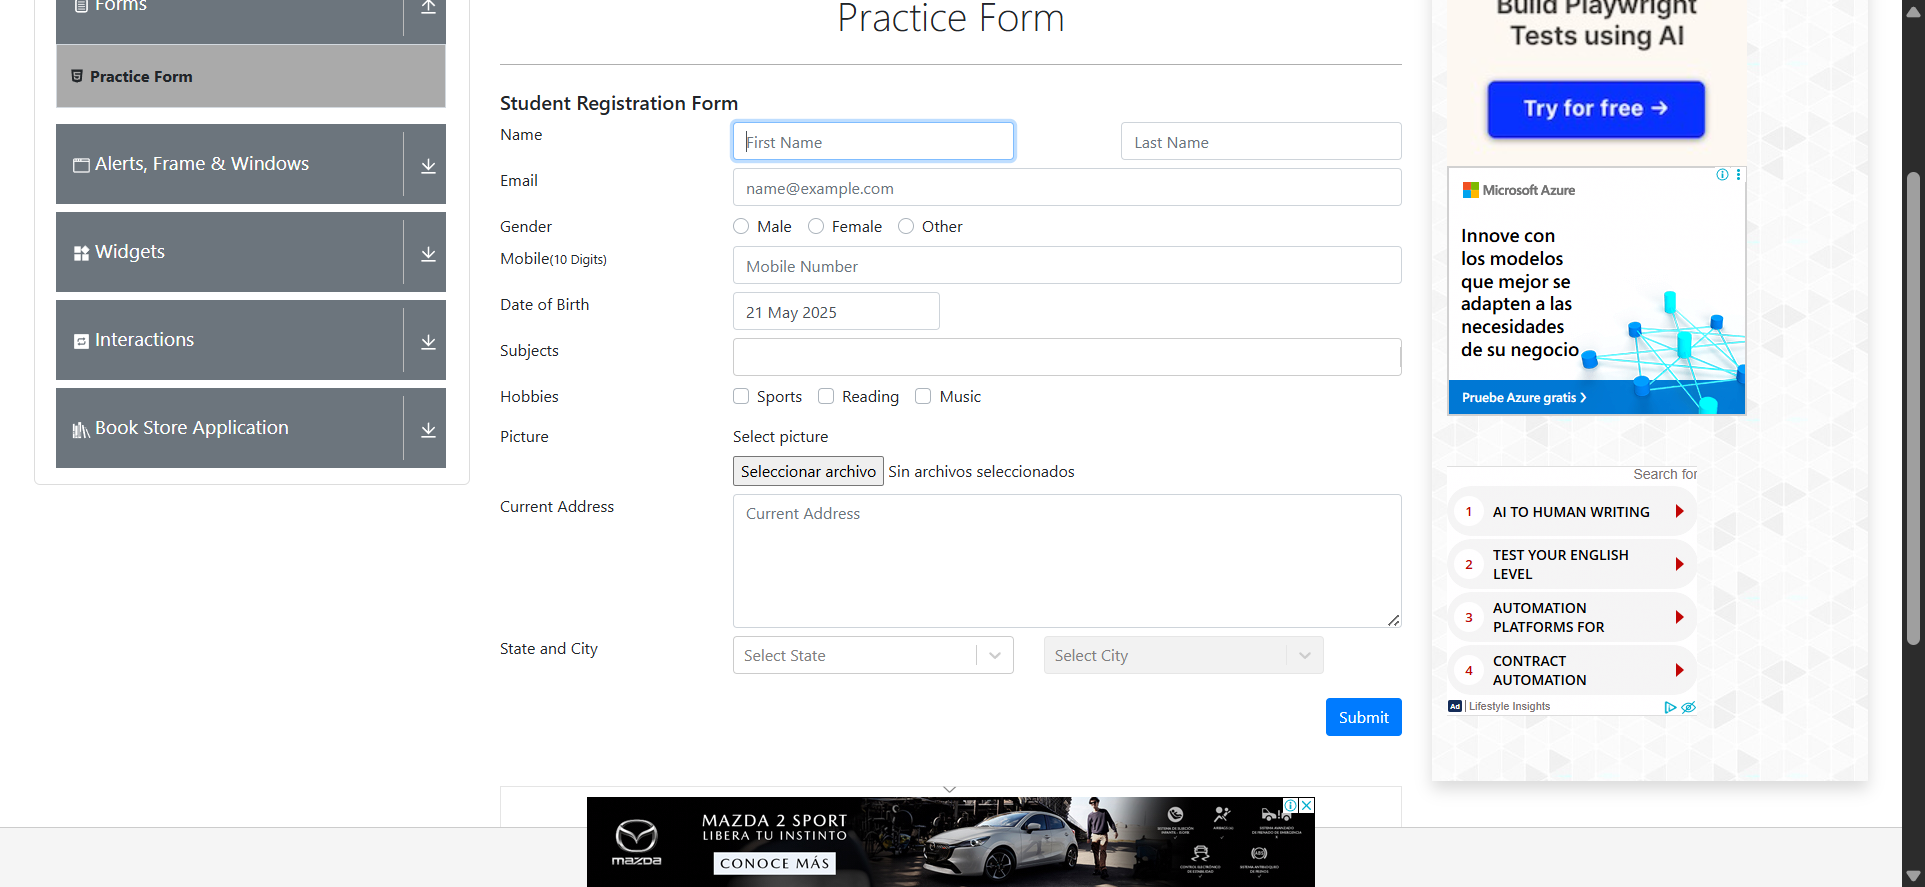 Forms
Practice Form
Alerts, Frame & Windows
Widgets
Interactions
Book Store Application
Practice Form
Student Registration Form
Name
First Name
Last Name
Email
name@example.com
Gender
Male
Female
Other
Mobile(10 Digits)
Mobile Number
Date of Birth
21 May 2025
Subjects
Hobbies
Sports
Reading
Music
Picture
Select picture
Seleccionar archivo Sin archivos seleccionados
Current Address
Current Address
State and City
Select State
Select City
Submit
Build Playwright
Tests using AI
Try for free →
Microsoft Azure
Innove con
los modelos
que mejor se
adapten a las
necesidades
de su negocio
Pruebe Azure gratis >
Search for
1 AI TO HUMAN WRITING
2 TEST YOUR ENGLISH
LEVEL
3 AUTOMATION
PLATFORMS FOR
4 CONTRACT
AUTOMATION
Ad | Lifestyle Insights
mazda
MAZDA 2 SPORT
LIBERA TU INSTINTO
CONOCE MÁS